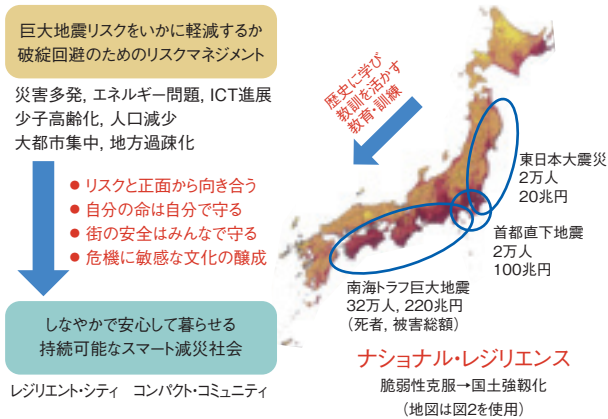 巨大地震リスクをいかに軽減するか
破綻回避のためのリスクマネジメント
災害多発, エネルギー問題, ICT進展
少子高齢化, 人口減少
大都市集中, 地方過疎化
● リスクと正面から向き合う
● 自分の命は自分で守る
● 街の安全はみんなで守る
● 危機に敏感な文化の醸成
しなやかで安心して暮らせる
持続可能なスマート減災社会
レジリエント・シティ コンパクト・コミュニティ
歴史に学び
教訓を活かす
教育・訓練
東日本大震災
2万人
20兆円
首都直下地震
2万人
100兆円
南海トラフ巨大地震
32万人, 220兆円
(死者, 被害総額)
ナショナル・レジリエンス
脆弱性克服→国土強靱化
(地図は図2を使用)